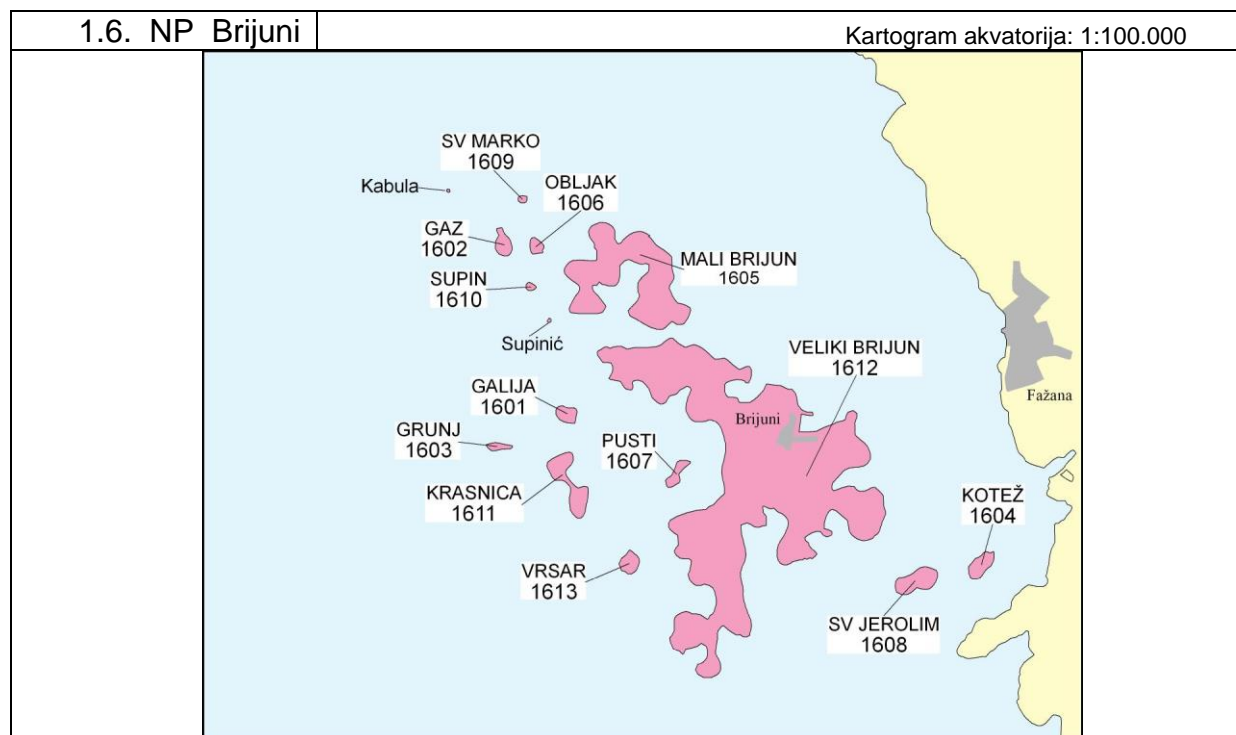 1.6. NP Brijuni
Kartogram akvatorija: 1:100.000
SV MARKO
1609
Kabula
OBLJAK
1606
GAZ
1602
MALI BRIJUN
1605
SUPIN
1610
Supinić
VELIKI BRIJUN
1612
GALIJA
1601
Fažana
Brijuni
GRUNJ
1603
PUSTI
1607
KRASNICA
1611
KOTEŽ
1604
VRSAR
1613
SV JEROLIM
1608